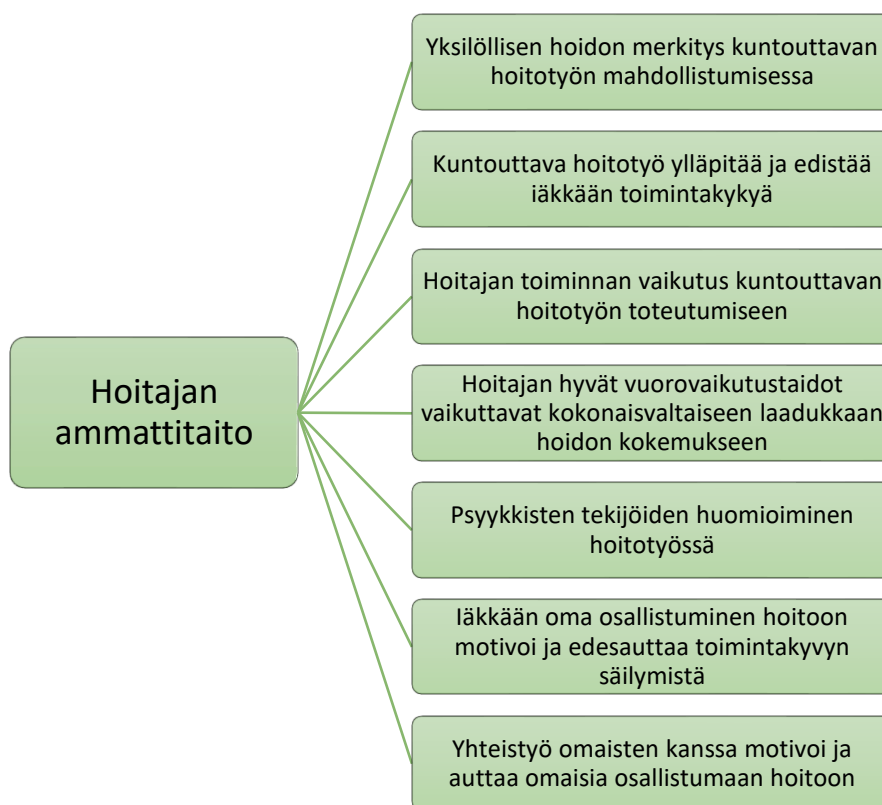 Yksilöllisen hoidon merkitys kuntouttavan
hoitotyön mahdollistumisessa
Kuntouttava hoitotyö ylläpitää ja edistää
iäkkään toimintakykyä
Hoitajan toiminnan vaikutus kuntouttavan
hoitotyön toteutumiseen
Hoitajan
ammattitaito
Hoitajan hyvät vuorovaikutustaidot
vaikuttavat kokonaisvaltaiseen laadukkaan
hoidon kokemukseen
Psyykkisten tekijöiden huomioiminen
hoitotyössä
Iäkkään oma osallistuminen hoitoon
motivoi ja edesauttaa toimintakyvyn
säilymistä
Yhteistyö omaisten kanssa motivoi ja
auttaa omaisia osallistumaan hoitoon